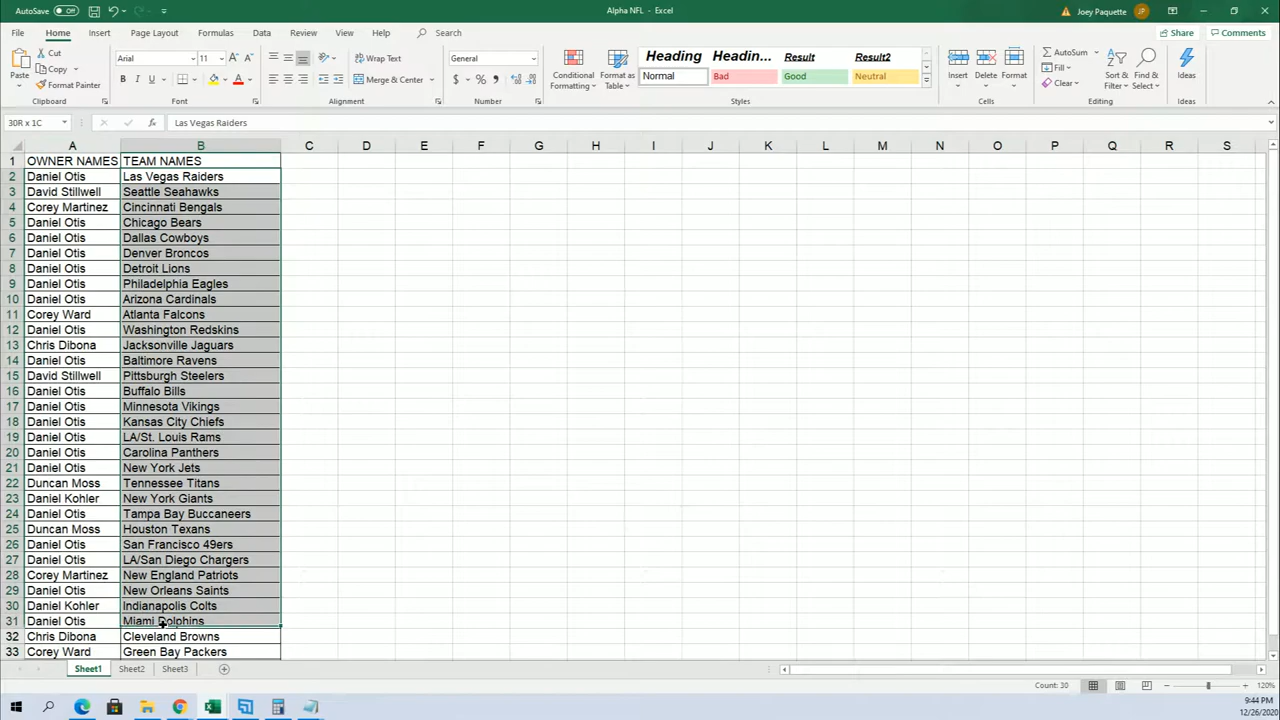 AutoSave Off
Alpha NFL - Excel
Joey Paquette JP
File Home Insert Page Layout Formulas Data Review View Help Search
Share Comments
Paste
Cut
Copy
Format Painter
Clipboard
Arial 11
B I U
Font
Wrap Text
Merge & Center
Alignment
General
$ % ,
Number
Conditional Formatting
Format as Table
Heading Headin... Result Result2
Normal Bad Good Neutral
Styles
Insert Delete Format
Cells
AutoSum
Fill
Clear
Sort & Filter
Find & Select
Editing
Ideas
Ideas
30R x 1C
fx Las Vegas Raiders
A B C D E F G H I J K L M N O P Q R S
1 OWNER NAMES TEAM NAMES
2 Daniel Otis Las Vegas Raiders
3 David Stillwell Seattle Seahawks
4 Corey Martinez Cincinnati Bengals
5 Daniel Otis Chicago Bears
6 Daniel Otis Dallas Cowboys
7 Daniel Otis Denver Broncos
8 Daniel Otis Detroit Lions
9 Daniel Otis Philadelphia Eagles
10 Daniel Otis Arizona Cardinals
11 Corey Ward Atlanta Falcons
12 Daniel Otis Washington Redskins
13 Chris Dibona Jacksonville Jaguars
14 Daniel Otis Baltimore Ravens
15 David Stillwell Pittsburgh Steelers
16 Daniel Otis Buffalo Bills
17 Daniel Otis Minnesota Vikings
18 Daniel Otis Kansas City Chiefs
19 Daniel Otis LA/St. Louis Rams
20 Daniel Otis Carolina Panthers
21 Daniel Otis New York Jets
22 Duncan Moss Tennessee Titans
23 Daniel Kohler New York Giants
24 Daniel Otis Tampa Bay Buccaneers
25 Duncan Moss Houston Texans
26 Daniel Otis San Francisco 49ers
27 Daniel Otis LA/San Diego Chargers
28 Corey Martinez New England Patriots
29 Daniel Otis New Orleans Saints
30 Daniel Kohler Indianapolis Colts
31 Daniel Otis Miami Dolphins
32 Chris Dibona Cleveland Browns
33 Corey Ward Green Bay Packers
Sheet1 Sheet2 Sheet3
Count: 30
120%
9:44 PM
12/26/2020